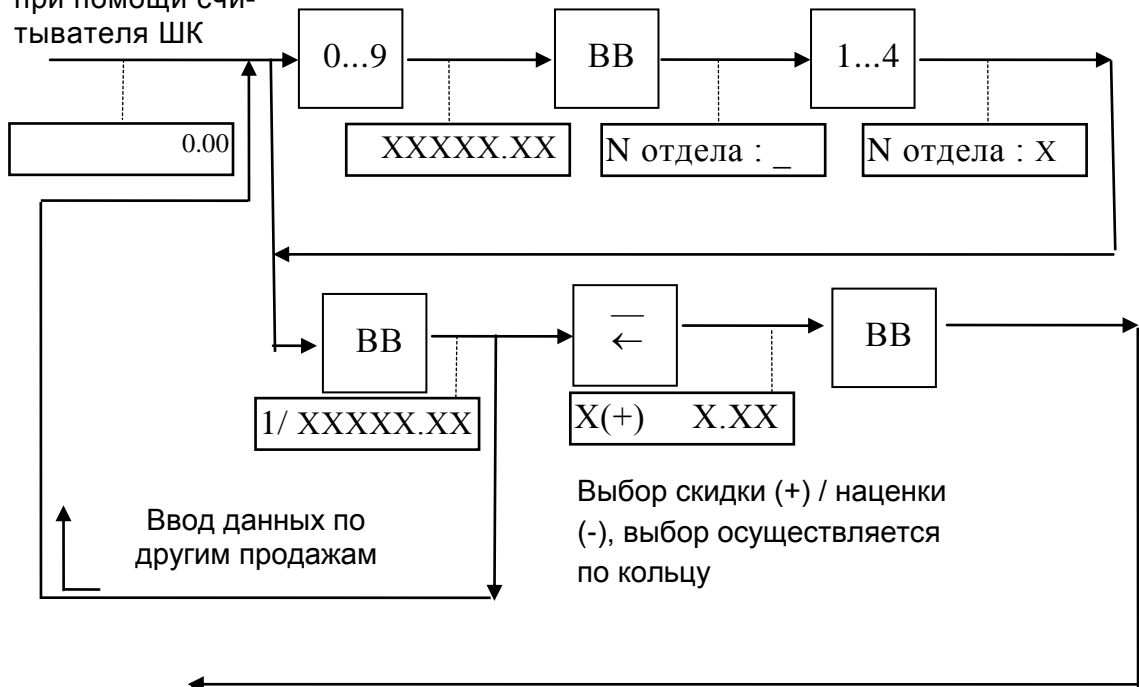 при помощи счи-
тывателя ШК
0...9
ВВ
1...4
0.00
XXXXX.XX
N отдела : _
N отдела : X
ВВ
←
ВВ
1/ XXXXX.XX
X(+) X.XX
Выбор скидки (+) / наценки
(-), выбор осуществляется
по кольцу
Ввод данных по
другим продажам